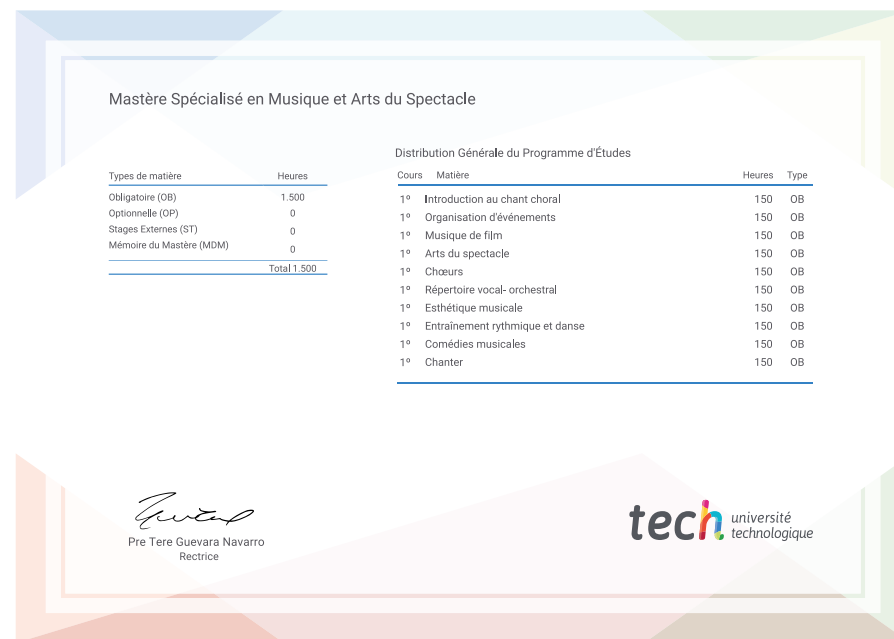 Mastère Spécialisé en Musique et Arts du Spectacle
Types de matière Heures
Obligatoire (OB) 1.500
Optionnelle (OP) 0
Stages Externes (ST) 0
Mémoire du Mastère (MDM) 0
Total 1.500
Distribution Générale du Programme d'Études
Cours Matière Heures Type
1º Introduction au chant choral 150 OB
1º Organisation d'événements 150 OB
1º Musique de film 150 OB
1º Arts du spectacle 150 OB
1º Chœurs 150 OB
1º Répertoire vocal- orchestral 150 OB
1º Esthétique musicale 150 OB
1º Entraînement rythmique et danse 150 OB
1º Comédies musicales 150 OB
1º Chanter 150 OB
Pre Tere Guevara Navarro
Rectrice
tech université
technologique